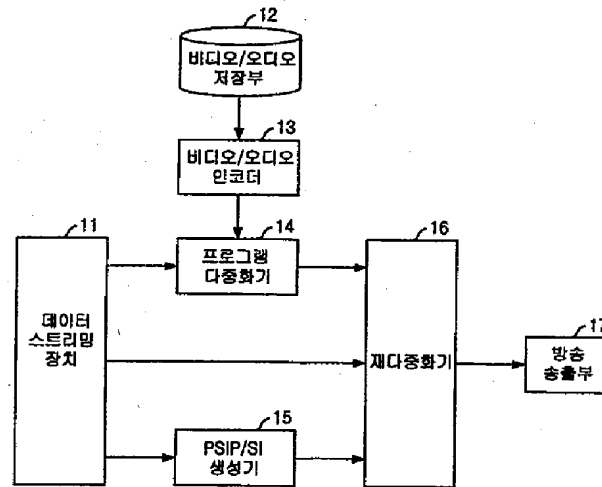 12
비디오/오디오
저장부
13
비디오/오디오
인코더
11
14
16
프로그램
다중화기
17
데이터
스트리밍
장치
재다중화기
방송
송출부
15
PSIP/SI
생성기